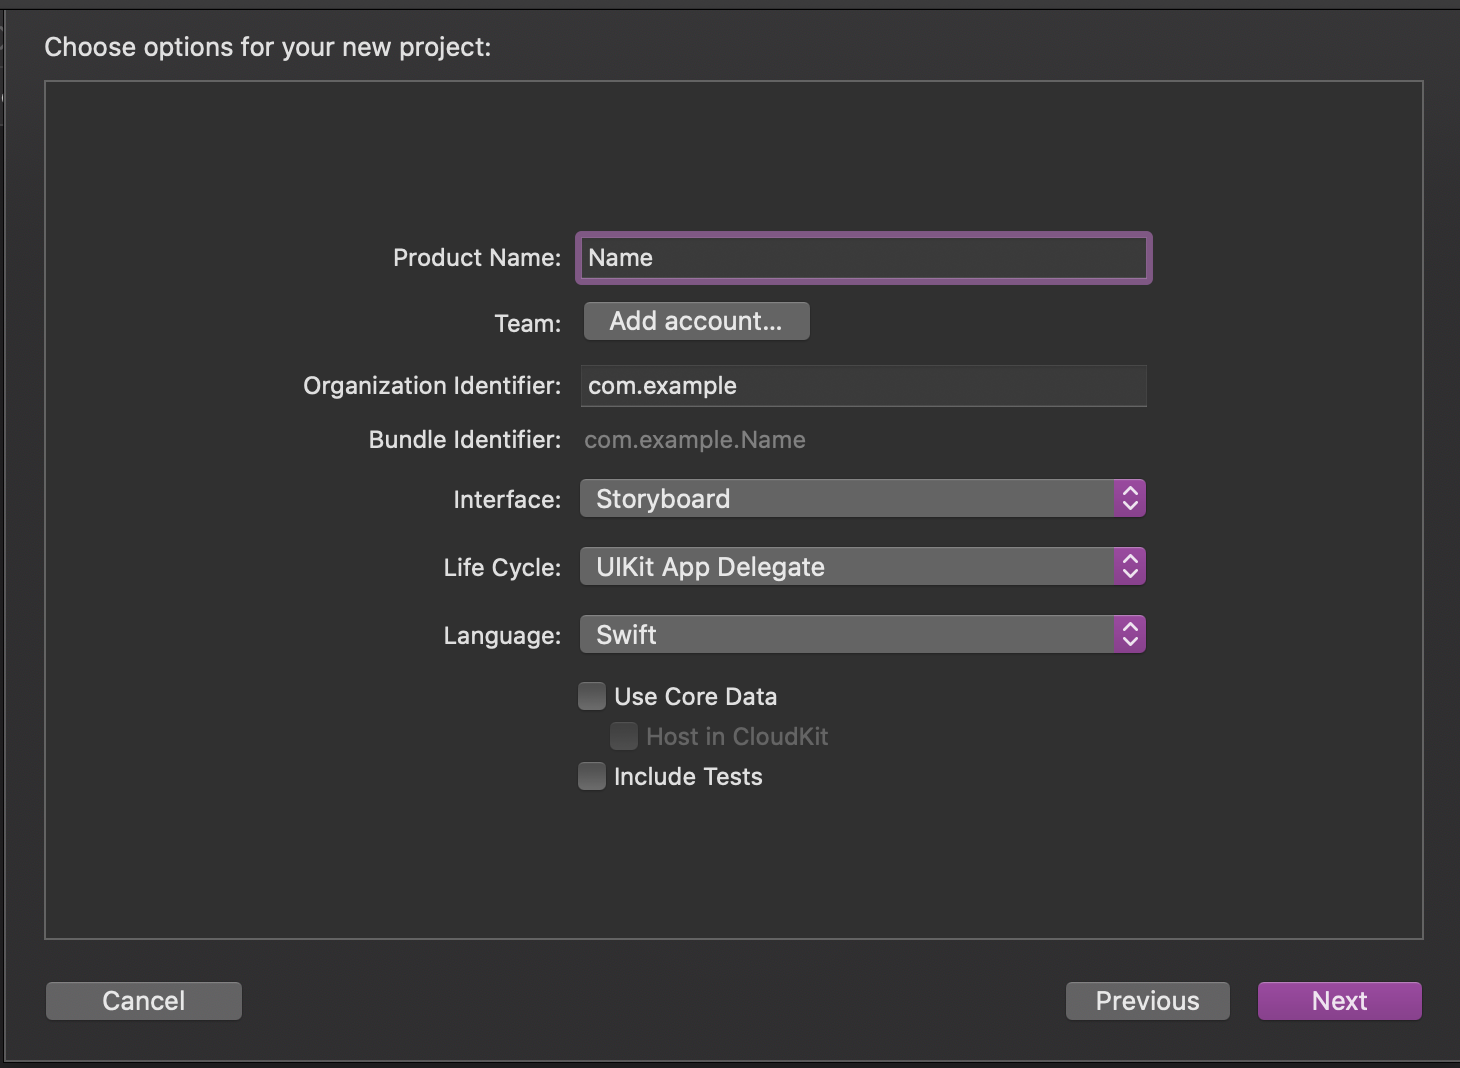 Choose options for your new project:
Product Name: Name
Team: Add account...
Organization Identifier: com.example
Bundle Identifier: com.example.Name
Interface: Storyboard
Life Cycle: UIKit App Delegate
Language: Swift
Use Core Data
Host in CloudKit
Include Tests
Cancel Previous Next